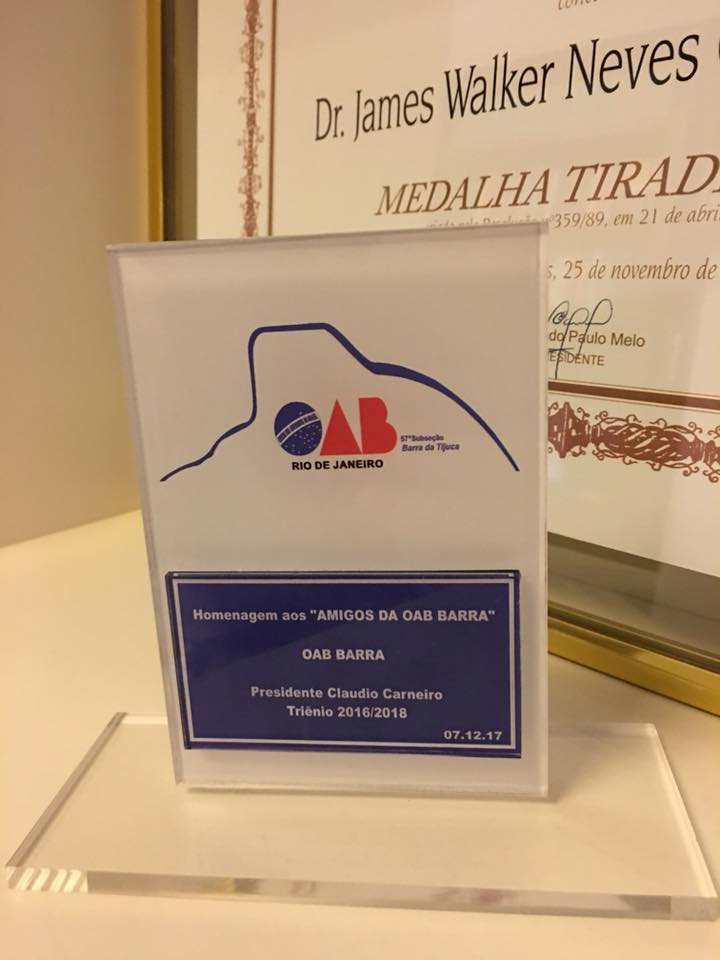 Dr. James Walker Neves
MEDALHA TIRAD
359/89, em 21 de abri
25 de novembro de
do Paulo Melo
ESIDENTE
OAB
57ª Subseção
Barra da Tijuca
RIO DE JANEIRO
Homenagem aos "AMIGOS DA OAB BARRA"
OAB BARRA
Presidente Claudio Carneiro
Triênio 2016/2018
07.12.17